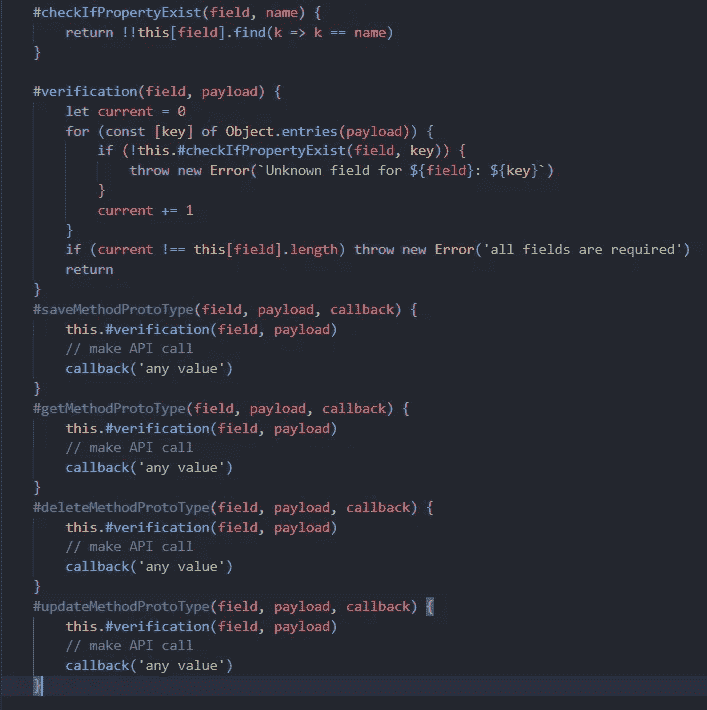 #checkIfPropertyExist(field, name) {
    return !!this[field].find(k => k == name)
}

#verification(field, payload) {
    let current = 0
    for (const [key] of Object.entries(payload)) {
        if (!this.#checkIfPropertyExist(field, key)) {
            throw new Error(`Unknown field for ${field}: ${key}`)
        }
        current += 1
    }
    if (current !== this[field].length) throw new Error('all fields are required')
    return
}
#saveMethodProtoType(field, payload, callback) {
    this.#verification(field, payload)
    // make API call
    callback('any value')
}
#getMethodProtoType(field, payload, callback) {
    this.#verification(field, payload)
    // make API call
    callback('any value')
}
#deleteMethodProtoType(field, payload, callback) {
    this.#verification(field, payload)
    // make API call
    callback('any value')
}
#updateMethodProtoType(field, payload, callback) {
    this.#verification(field, payload)
    // make API call
    callback('any value')
}